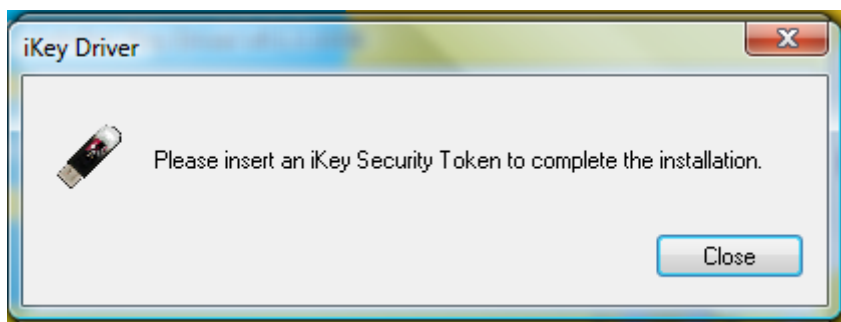 iKey Driver
Please insert an iKey Security Token to complete the installation.
Close